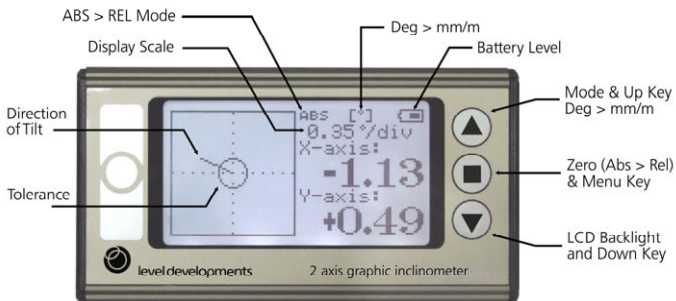 ABS > REL Mode
Deg > mm/m
Display Scale
Battery Level
Mode & Up Key
Deg > mm/m
Direction
of Tilt
Zero (Abs > Rel)
& Menu Key
Tolerance
LCD Backlight
and Down Key
ABS [°]
0.35°/div
X-axis:
-1.13
Y-axis:
+0.49
leveldevelopments
2 axis graphic inclinometer